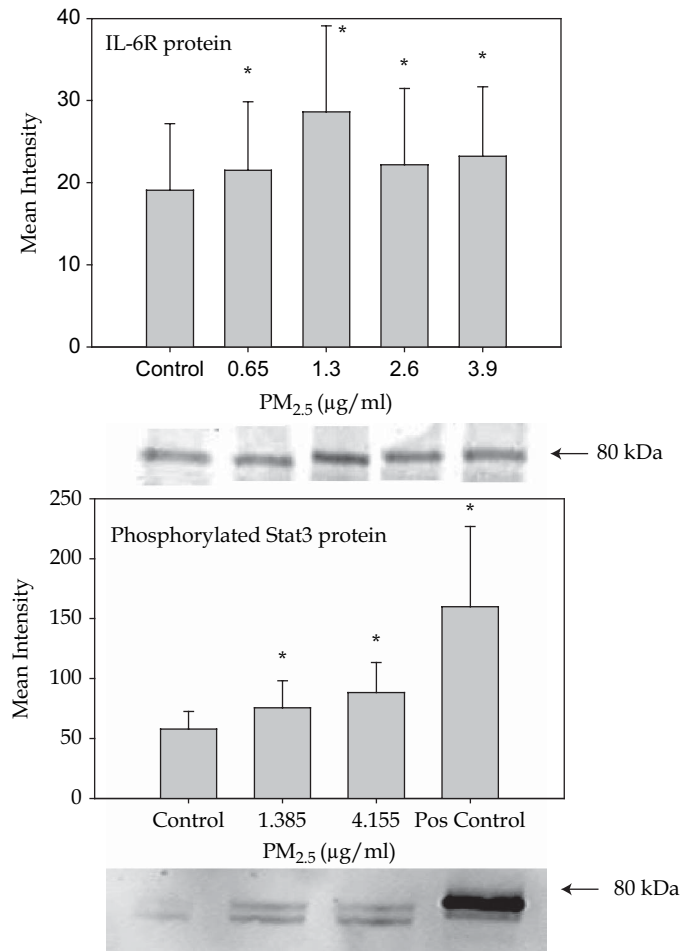 40
IL-6R protein
*
*
*
*
30
20
10
0
Mean Intensity
Control 0.65 1.3 2.6 3.9
PM2.5 (µg/ml)
80 kDa
250
Phosphorylated Stat3 protein
*
*
*
200
150
100
50
0
Mean Intensity
Control 1.385 4.155 Pos Control
PM2.5 (µg/ml)
80 kDa